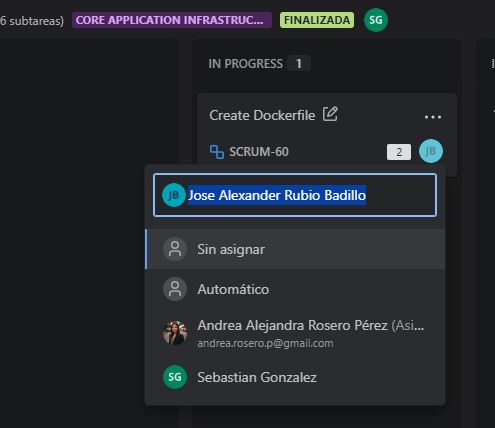 6 subtareas) CORE APPLICATION INFRASTRUC... FINALIZADA SG
IN PROGRESS 1
Create Dockerfile ...
SCRUM-60 2 JB
JB Jose Alexander Rubio Badillo
Sin asignar
Automático
Andrea Alejandra Rosero Pérez (Asi...
andrea.rosero.p@gmail.com
SG Sebastian Gonzalez